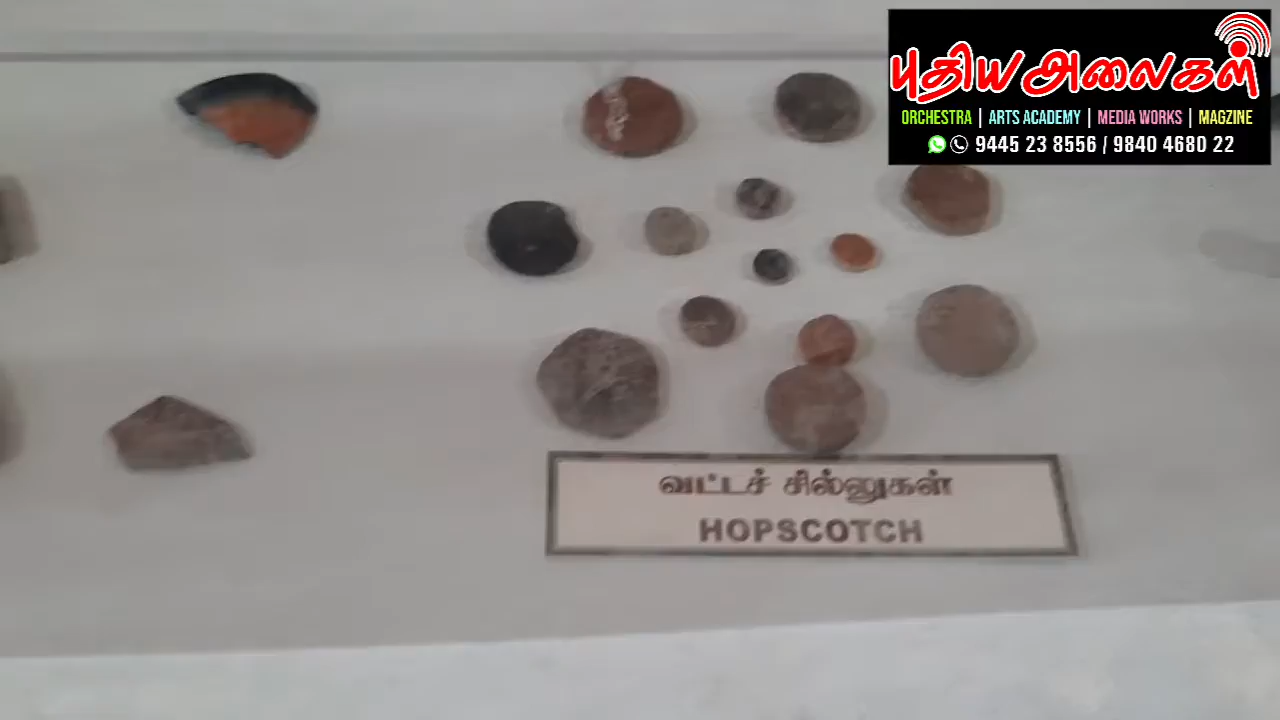 புதிய அலைகள்
ORCHESTRA | ARTS ACADEMY | MEDIA WORKS | MAGZINE
9445 23 8556 / 9840 4680 22
வட்டச் சில்லுகள்
HOPSCOTCH